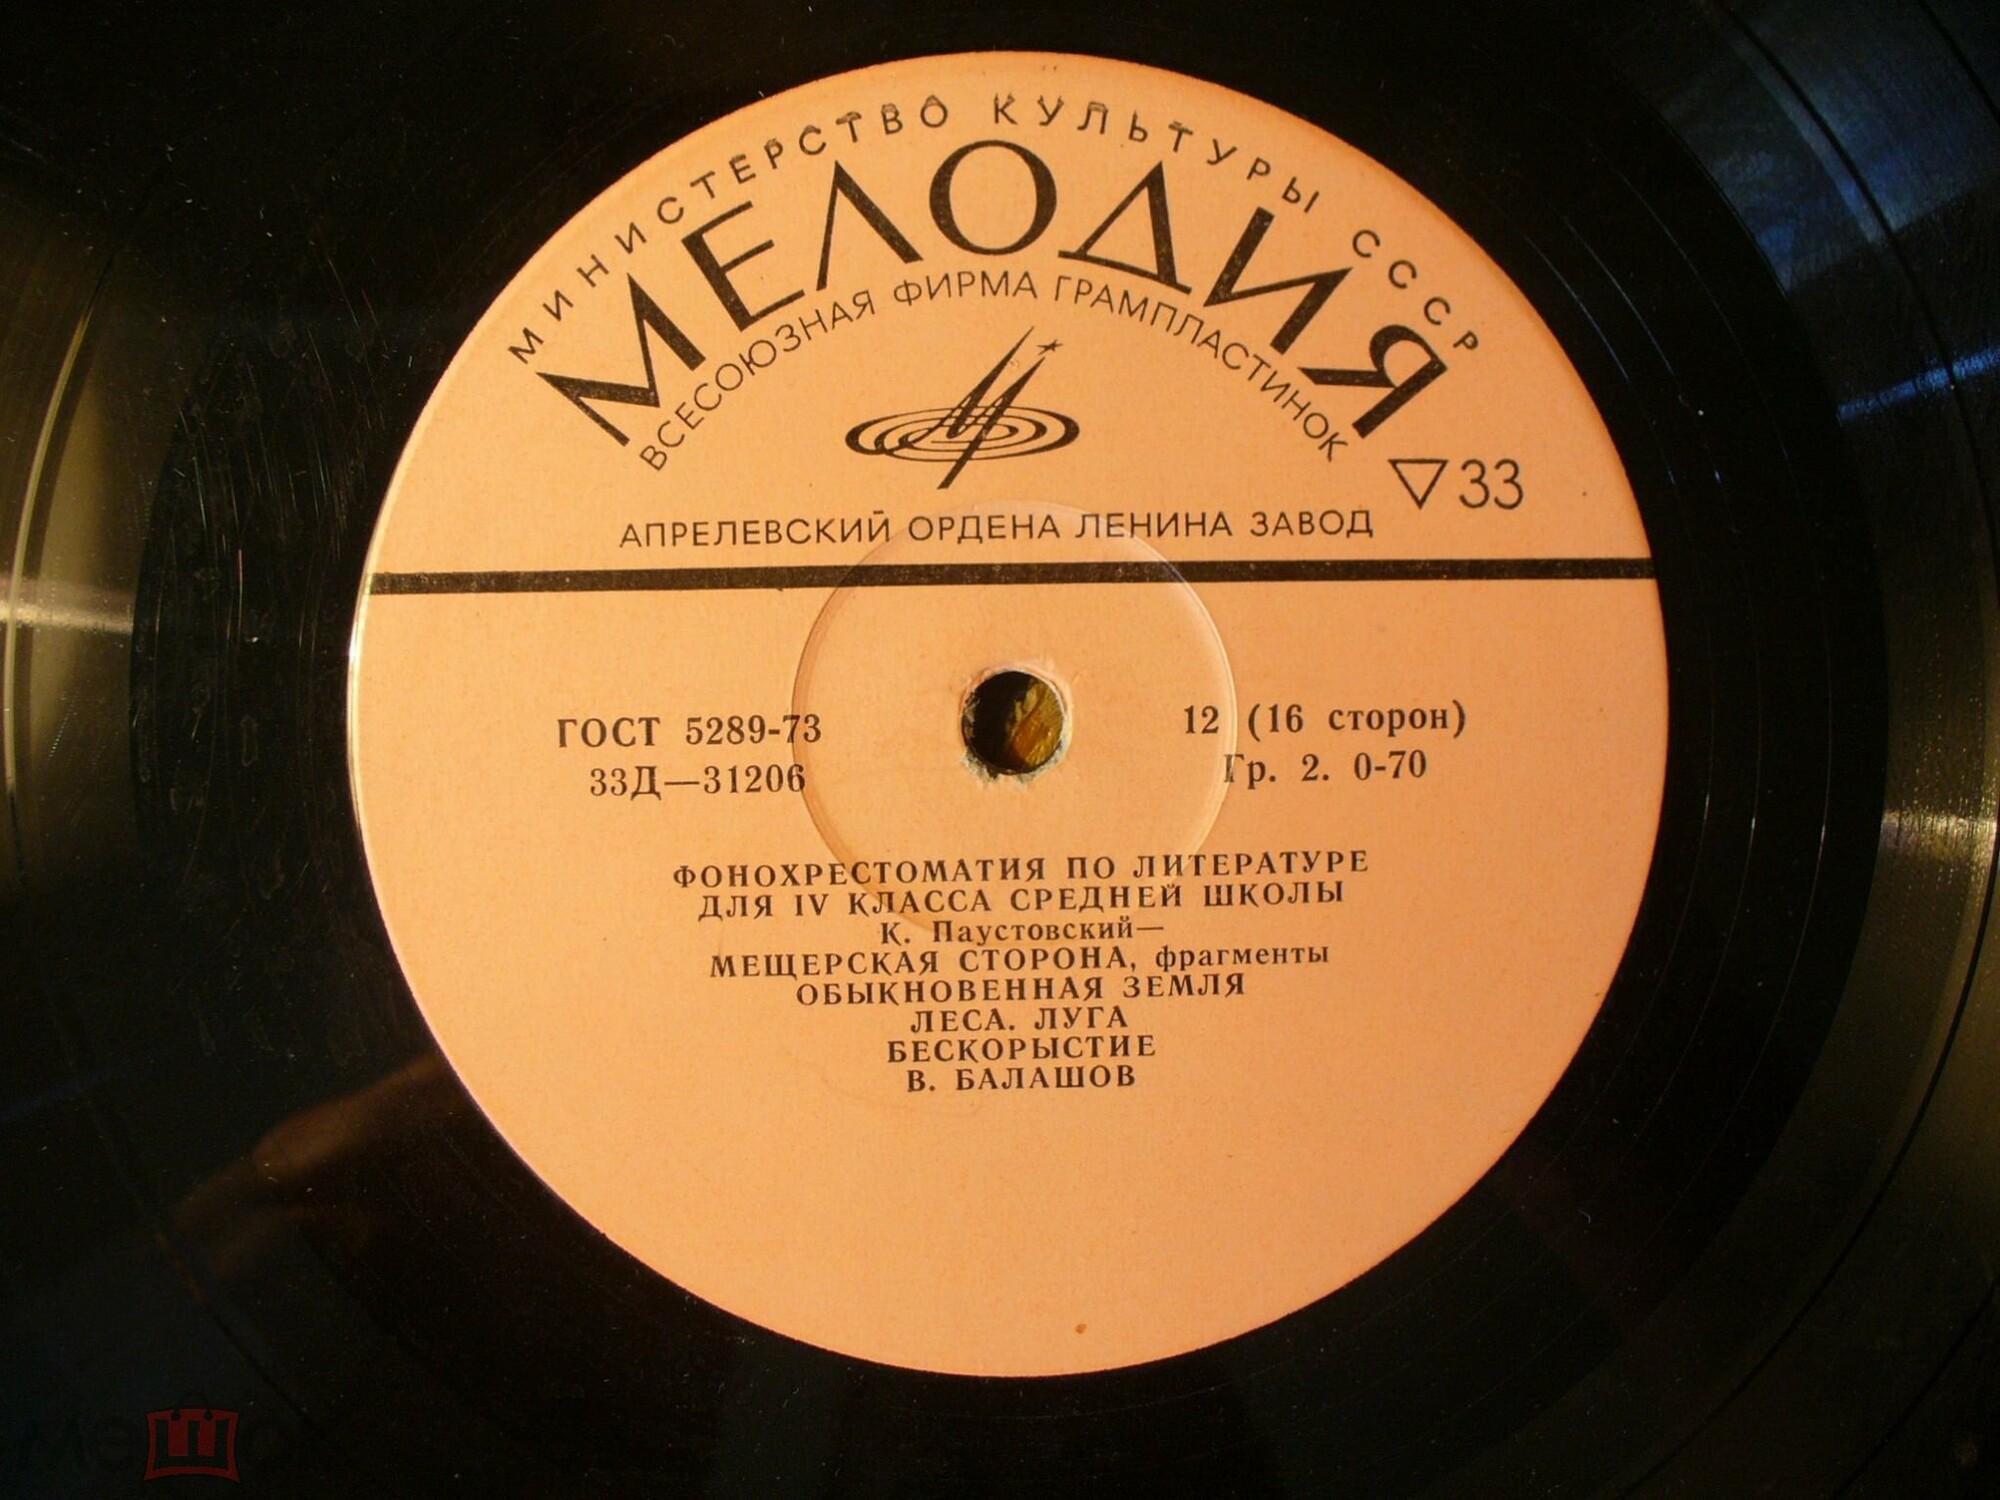 МИНИСТЕРСТВО КУЛЬТУРЫ СССР
МЕЛОДИЯ
ВСЕСОЮЗНАЯ ФИРМА ГРАМПЛАСТИНОК
33
АПРЕЛЕВСКИЙ ОРДЕНА ЛЕНИНА ЗАВОД
ГОСТ 5289-73
33Д—31206
12 (16 сторон)
Гр. 2. 0-70
ФОНОХРЕСТОМАТИЯ ПО ЛИТЕРАТУРЕ
ДЛЯ IV КЛАССА СРЕДНЕЙ ШКОЛЫ
К. Паустовский—
МЕЩЕРСКАЯ СТОРОНА, фрагменты
ОБЫКНОВЕННАЯ ЗЕМЛЯ
ЛЕСА. ЛУГА
БЕСКОРЫСТИЕ
В. БАЛАШОВ
Мешок